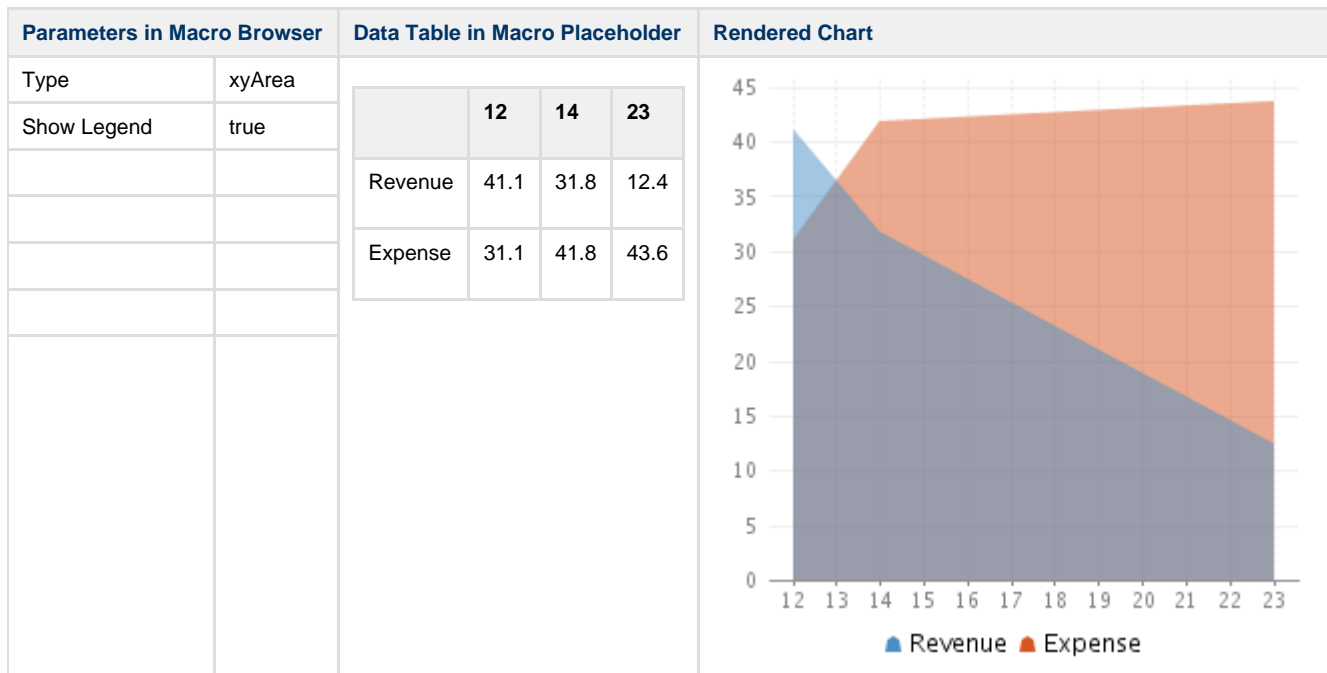 Parameters in Macro Browser Data Table in Macro Placeholder Rendered Chart
Type xyArea
Show Legend true
12 14 23
Revenue 41.1 31.8 12.4
Expense 31.1 41.8 43.6
45
40
35
30
25
20
15
10
5
0
12 13 14 15 16 17 18 19 20 21 22 23
Revenue Expense